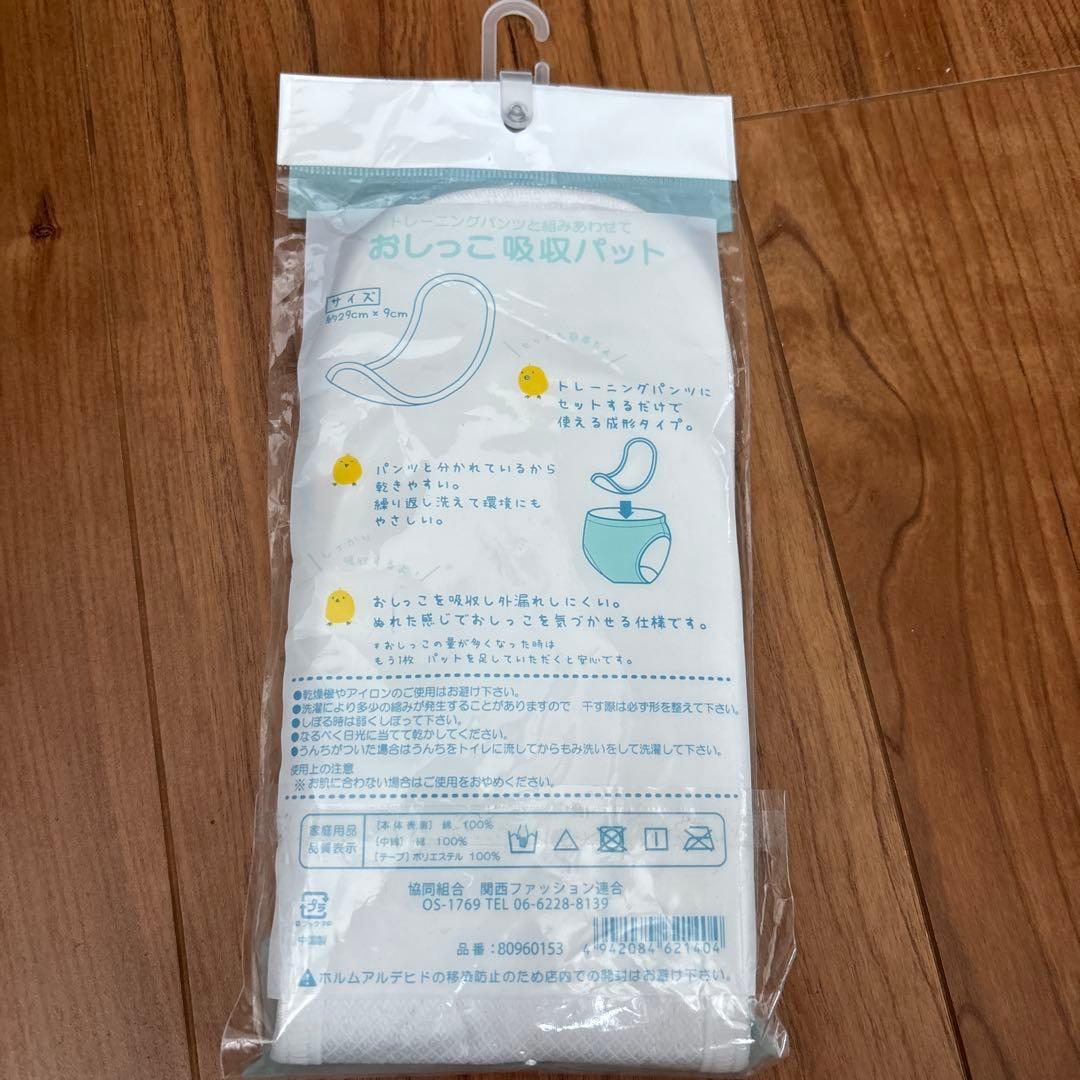 トレーニングパンツと組みあわせて
おしっこ吸収パット
サイズ
約29cm×9cm
トレーニングパンツに
セットするだけで
使える成形タイプ。
パンツと分かれているから
乾きやすい。
繰り返し洗えて環境にも
やさしい。
しっかり
吸収するよ!
おしっこを吸収し外漏れしにくい。
ぬれた感じでおしっこを気づかせる仕様です。
*おしっこの量が多くなった時は
もう1枚 パットを足していただくと安心です。
●乾燥機やアイロンのご使用はお避け下さい。
●洗濯により多少の縮みが発生することがありますので 干す際は必ず形を整えて下さい。
●しぼる時は弱くしぼって下さい。
●なるべく日光に当てて乾かしてください。
●うんちがついた場合はうんちをトイレに流してからもみ洗いをして洗濯して下さい。
使用上の注意
※お肌に合わない場合はご使用をおやめください。
家庭用品
品質表示
[本体表裏] 綿 100%
[中綿] 綿 100%
[テープ]ポリエステル 100%
協同組合 関西ファッション連合
OS-1769 TEL 06-6228-8139
プラ
中国製
品番:80960153
4 942084 621404
▲ホルムアルデヒドの移染防止のため店内での開封はお避け下さい。